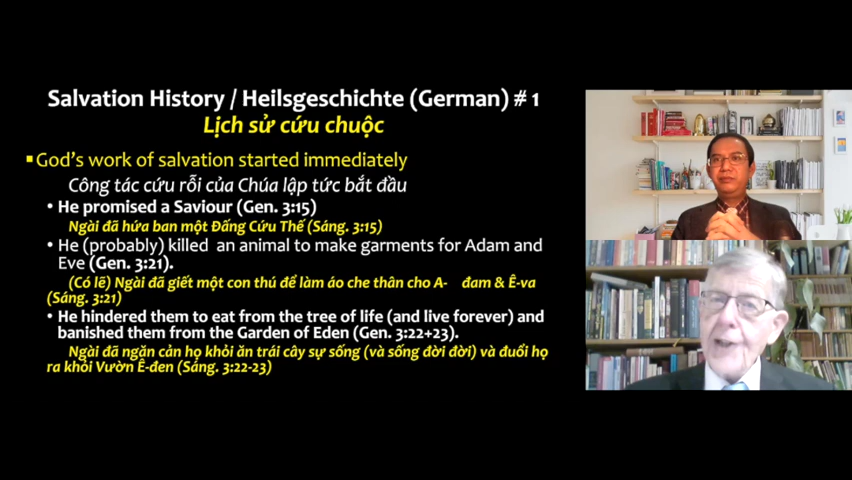 Salvation History / Heilsgeschichte (German) # 1
Lịch sử cứu chuộc
▪God's work of salvation started immediately
Công tác cứu rỗi của Chúa lập tức bắt đầu
• He promised a Saviour (Gen. 3:15)
Ngài đã hứa ban một Đấng Cứu Thế (Sáng. 3:15)
• He (probably) killed an animal to make garments for Adam and
Eve (Gen. 3:21).
(Có lẽ) Ngài đã giết một con thú để làm áo che thân cho A- đam & Ê-va
(Sáng. 3:21)
• He hindered them to eat from the tree of life (and live forever) and
banished them from the Garden of Eden (Gen. 3:22+23).
Ngài đã ngăn cản họ khỏi ăn trái cây sự sống (và sống đời đời) và đuổi họ
ra khỏi Vườn Ê-đen (Sáng. 3:22-23)